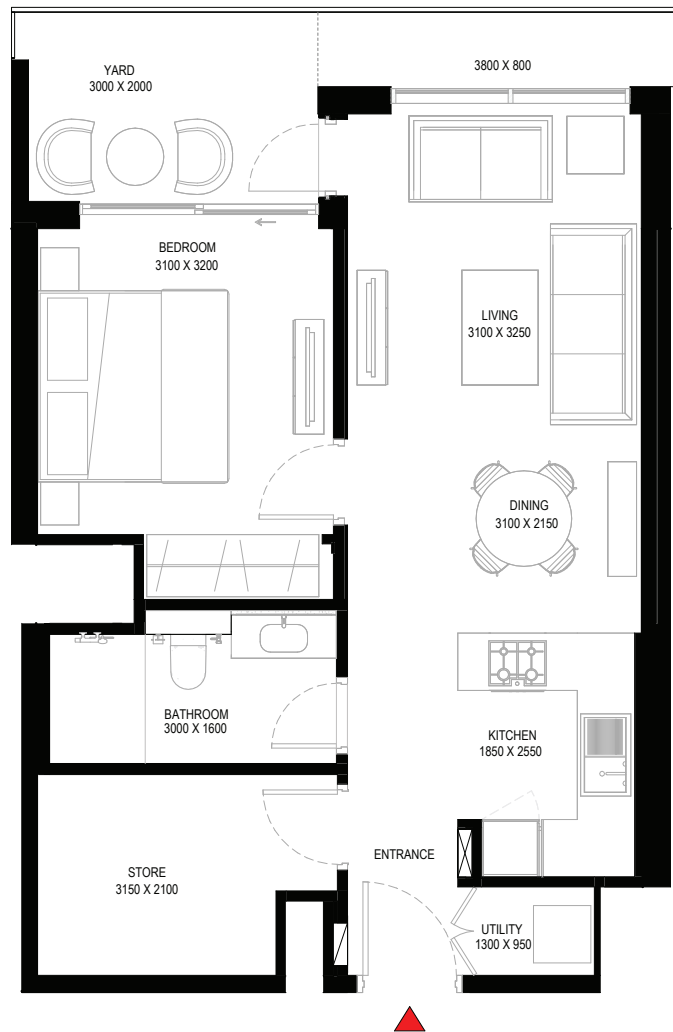 YARD
3000 X 2000
3800 X 800
BEDROOM
3100 X 3200
LIVING
3100 X 3250
DINING
3100 X 2150
BATHROOM
3000 X 1600
KITCHEN
1850 X 2550
ENTRANCE
STORE
3150 X 2100
UTILITY
1300 X 950